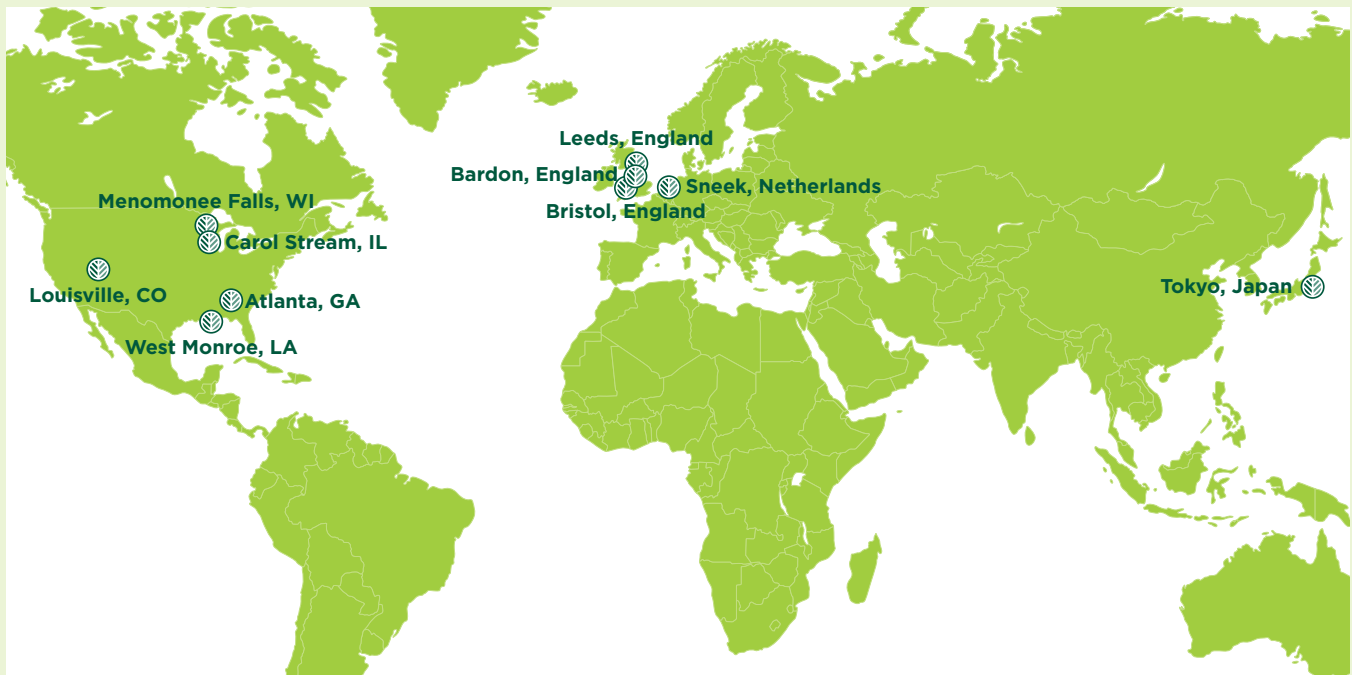 Leeds, England
Bardon, England
Sneek, Netherlands
Menomonee Falls, WI
Bristol, England
Carol Stream, IL
Louisville, CO
Atlanta, GA
Tokyo, Japan
West Monroe, LA